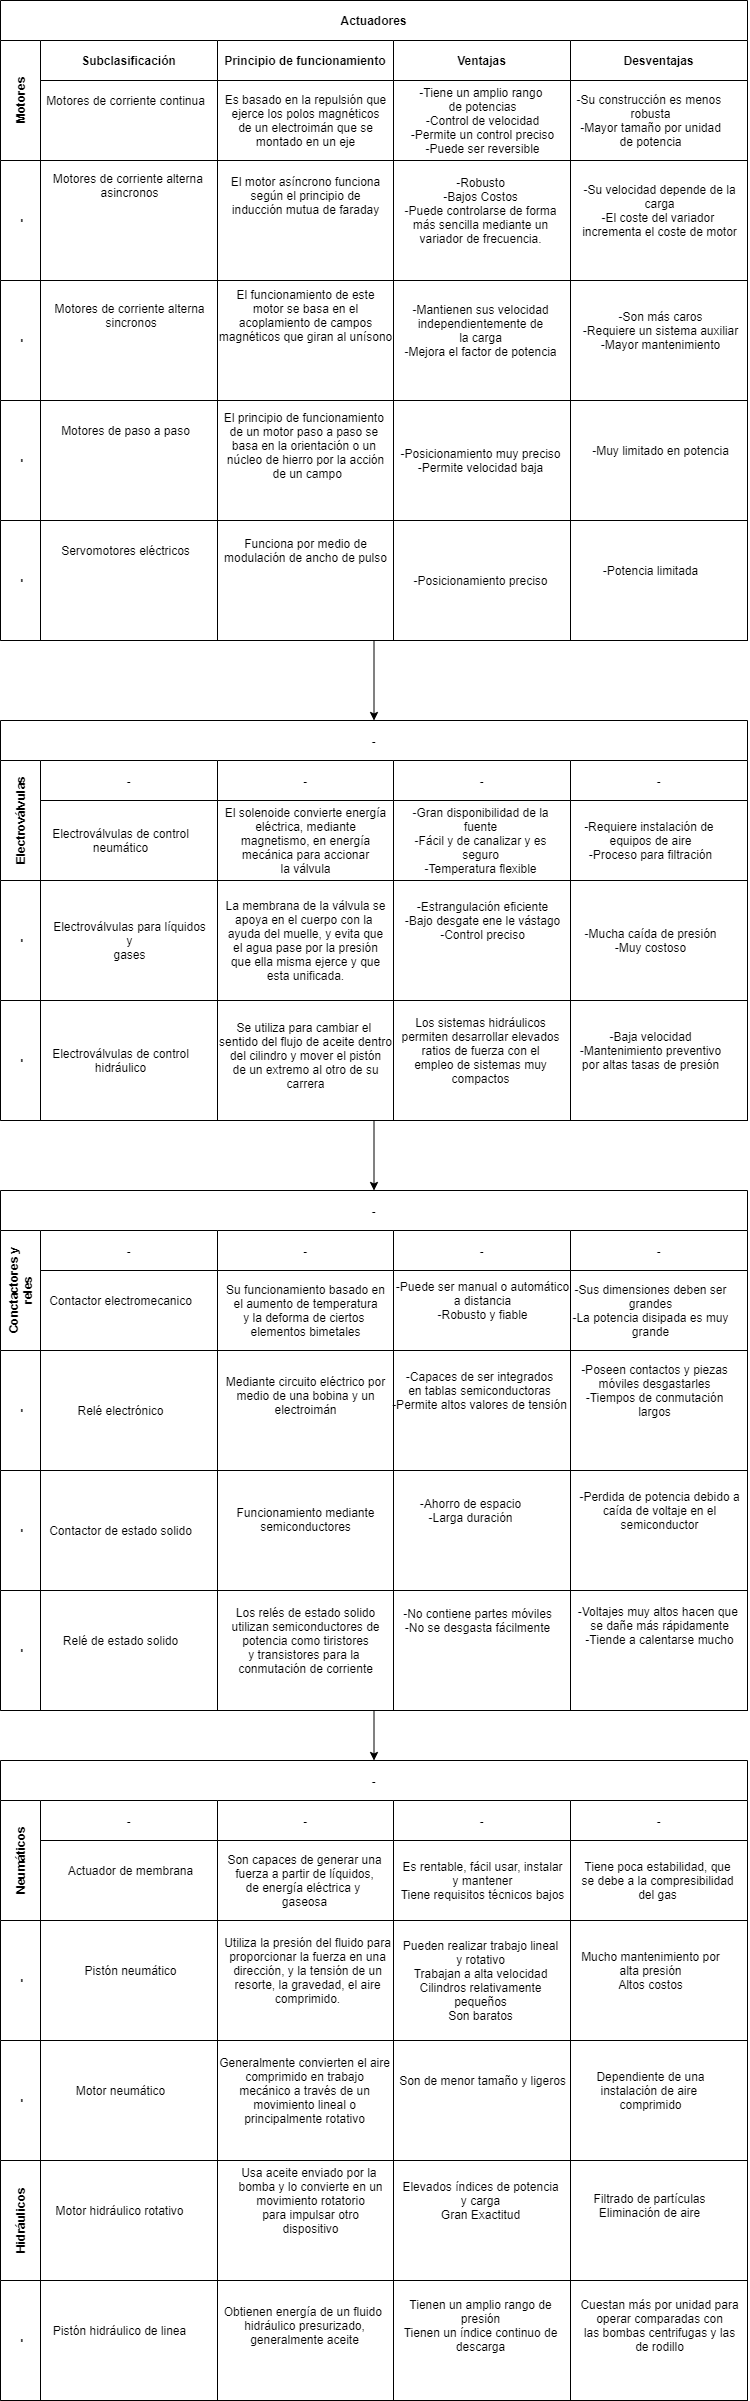 Actuadores
Motores
Subclasificación
Principio de funcionamiento
Ventajas
Desventajas
Motores de corriente continua
Es basado en la repulsión que
ejerce los polos magnéticos
de un electroimán que se
montado en un eje
-Tiene un amplio rango
de potencias
-Control de velocidad
-Permite un control preciso
-Puede ser reversible
-Su construcción es menos
robusta
-Mayor tamaño por unidad
de potencia
-
Motores de corriente alterna
asincronos
El motor asíncrono funciona
según el principio de
inducción mutua de faraday
-Robusto
-Bajos Costos
-Puede controlarse de forma
más sencilla mediante un
variador de frecuencia.
-Su velocidad depende de la
carga
-El coste del variador
incrementa el coste de motor
-
Motores de corriente alterna
sincronos
El funcionamiento de este
motor se basa en el
acoplamiento de campos
magnéticos que giran al unísono
-Mantienen sus velocidad
independientemente de
la carga
-Mejora el factor de potencia
-Son más caros
-Requiere un sistema auxiliar
-Mayor mantenimiento
-
Motores de paso a paso
El principio de funcionamiento
de un motor paso a paso se
basa en la orientación o un
núcleo de hierro por la acción
de un campo
-Posicionamiento muy preciso
-Permite velocidad baja
-Muy limitado en potencia
-
Servomotores eléctricos
Funciona por medio de
modulación de ancho de pulso
-Posicionamiento preciso
-Potencia limitada
-
Electroválvulas
-
-
-
-
Electroválvulas de control
neumático
El solenoide convierte energía
eléctrica, mediante
magnetismo, en energía
mecánica para accionar
la válvula
-Gran disponibilidad de la
fuente
-Fácil y de canalizar y es
seguro
-Temperatura flexible
-Requiere instalación de
equipos de aire
-Proceso para filtración
-
Electroválvulas para líquidos
y
gases
La membrana de la válvula se
apoya en el cuerpo con la
ayuda del muelle, y evita que
el agua pase por la presión
que ella misma ejerce y que
esta unificada.
-Estrangulación eficiente
-Bajo desgate ene le vástago
-Control preciso
-Mucha caída de presión
-Muy costoso
-
Electroválvulas de control
hidráulico
Se utiliza para cambiar el
sentido del flujo de aceite dentro
del cilindro y mover el pistón
de un extremo al otro de su
carrera
Los sistemas hidráulicos
permiten desarrollar elevados
ratios de fuerza con el
empleo de sistemas muy
compactos
-Baja velocidad
-Mantenimiento preventivo
por altas tasas de presión
-
Conctactores y
reles
-
-
-
-
Contactor electromecanico
Su funcionamiento basado en
el aumento de temperatura
y la deforma de ciertos
elementos bimetales
-Puede ser manual o automático
a distancia
-Robusto y fiable
-Sus dimensiones deben ser
grandes
-La potencia disipada es muy
grande
-
Relé electrónico
Mediante circuito eléctrico por
medio de una bobina y un
electroimán
-Capaces de ser integrados
en tablas semiconductoras
-Permite altos valores de tensión
-Poseen contactos y piezas
móviles desgastarles
-Tiempos de conmutación
largos
-
Contactor de estado solido
Funcionamiento mediante
semiconductores
-Ahorro de espacio
-Larga duración
-Perdida de potencia debido a
caída de voltaje en el
semiconductor
-
Relé de estado solido
Los relés de estado solido
utilizan semiconductores de
potencia como tiristores
y transistores para la
conmutación de corriente
-No contiene partes móviles
-No se desgasta fácilmente
-Voltajes muy altos hacen que
se dañe más rápidamente
-Tiende a calentarse mucho
-
Neumáticos
-
-
-
-
Actuador de membrana
Son capaces de generar una
fuerza a partir de líquidos,
de energía eléctrica y
gaseosa
Es rentable, fácil usar, instalar
y mantener
Tiene requisitos técnicos bajos
Tiene poca estabilidad, que
se debe a la compresibilidad
del gas
-
Pistón neumático
Utiliza la presión del fluido para
proporcionar la fuerza en una
dirección, y la tensión de un
resorte, la gravedad, el aire
comprimido.
Pueden realizar trabajo lineal
y rotativo
Trabajan a alta velocidad
Cilindros relativamente
pequeños
Son baratos
Mucho mantenimiento por
alta presión
Altos costos
-
Motor neumático
Generalmente convierten el aire
comprimido en trabajo
mecánico a través de un
movimiento lineal o
principalmente rotativo
Son de menor tamaño y ligeros
Dependiente de una
instalación de aire
comprimido
Hidráulicos
Motor hidráulico rotativo
Usa aceite enviado por la
bomba y lo convierte en un
movimiento rotatorio
para impulsar otro
dispositivo
Elevados índices de potencia
y carga
Gran Exactitud
Filtrado de partículas
Eliminación de aire
-
Pistón hidráulico de linea
Obtienen energía de un fluido
hidráulico presurizado,
generalmente aceite
Tienen un amplio rango de
presión
Tienen un índice continuo de
descarga
Cuestan más por unidad para
operar comparadas con
las bombas centrifugas y las
de rodillo